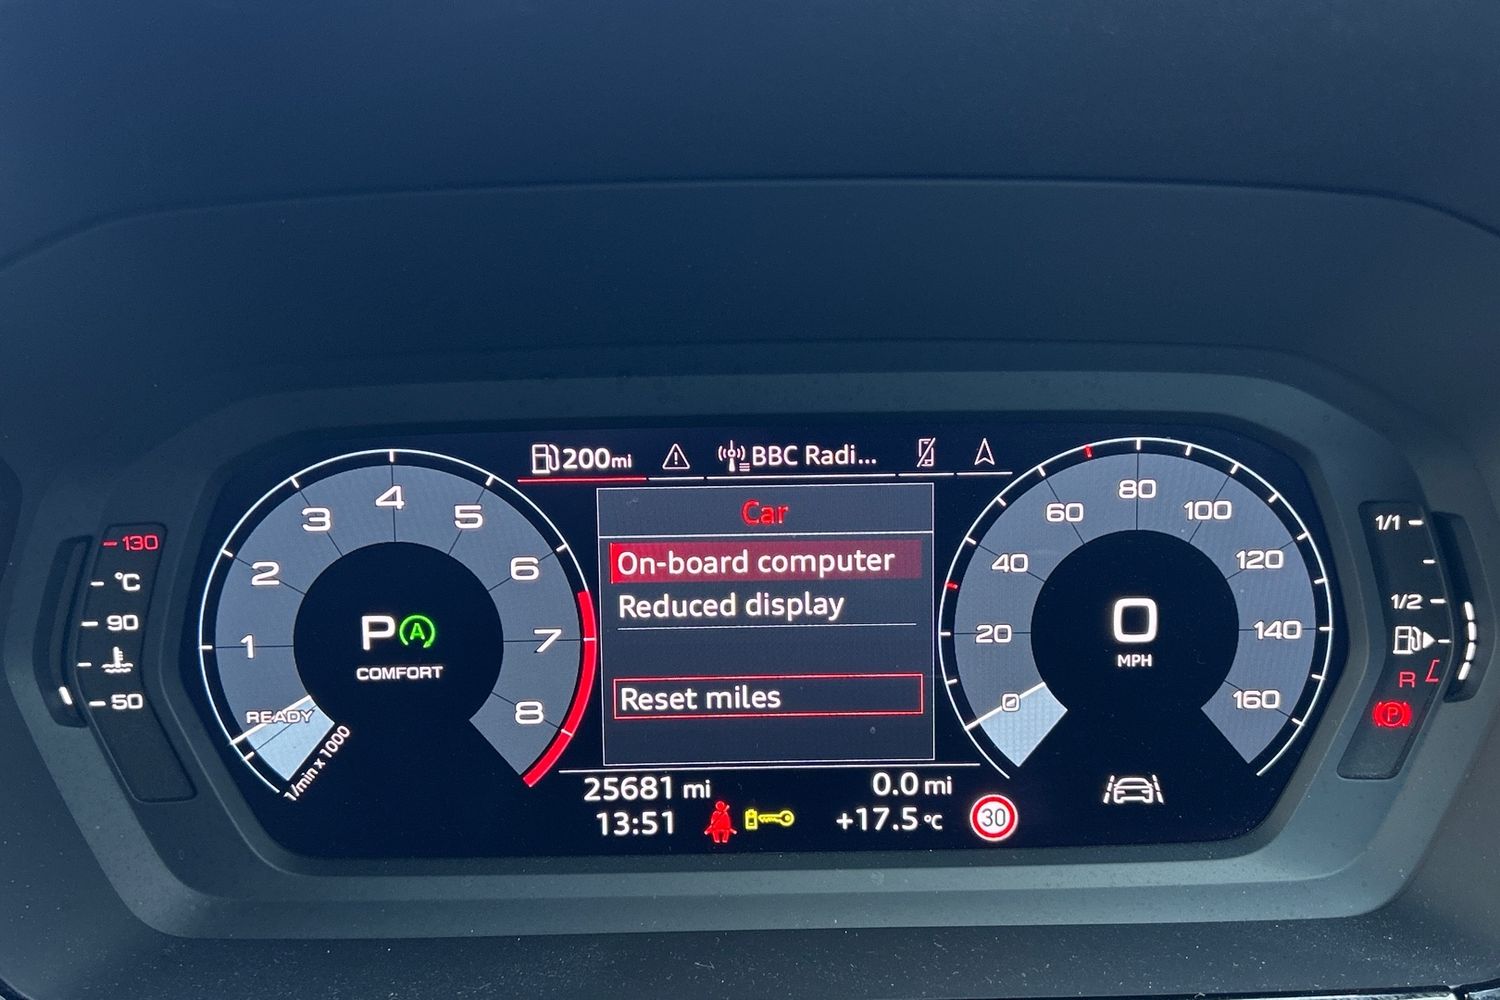 200 mi
BBC Radi...
Car
On-board computer
Reduced display
Reset miles
25681 mi
0.0 mi
13:51
+17.5 °C
30
READY
1
2
3
4
5
6
7
8
1/min x 1000
P A
COMFORT
0
20
40
60
80
100
120
140
160
0
MPH
130
°C
90
50
1/1
1/2
R
P